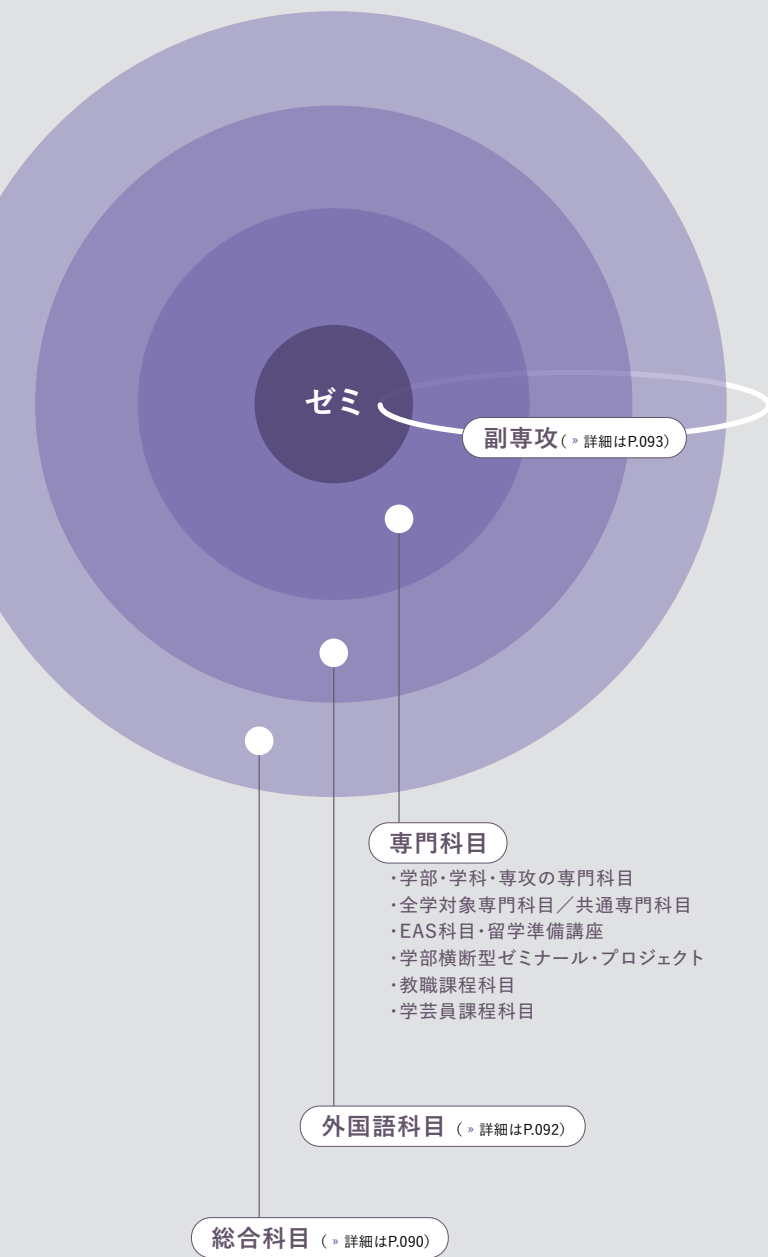 ゼミ
副専攻（ » 詳細はP.093）
専門科目
・学部・学科・専攻の専門科目
・全学対象専門科目／共通専門科目
・EAS科目・留学準備講座
・学部横断型ゼミナール・プロジェクト
・教職課程科目
・学芸員課程科目
外国語科目（ » 詳細はP.092）
総合科目（ » 詳細はP.090）